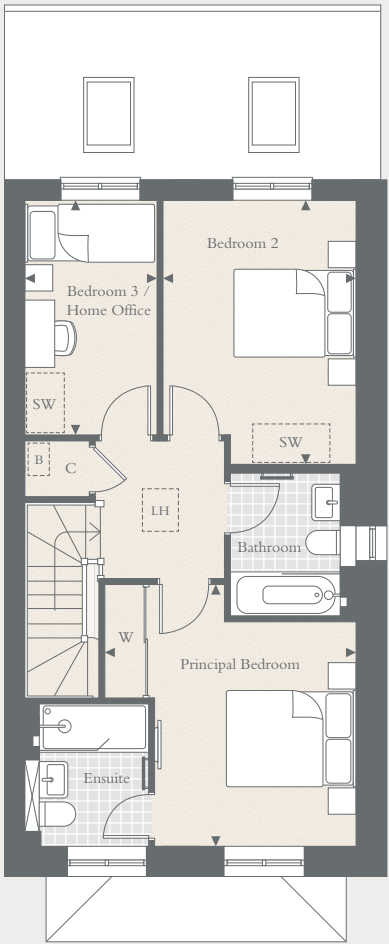 Bedroom 2
Bedroom 3 /
Home Office
SW
SW
B
C
LH
Bathroom
W
Principal Bedroom
Ensuite